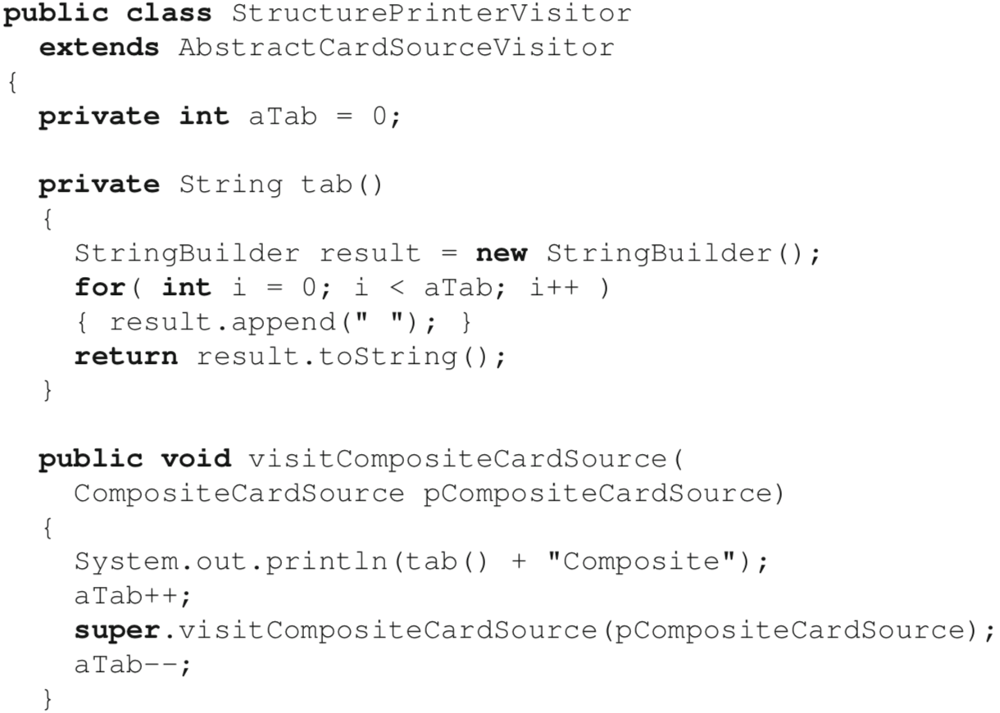 public class StructurePrinterVisitor
  extends AbstractCardSourceVisitor
{
  private int aTab = 0;

  private String tab()
  {
    StringBuilder result = new StringBuilder();
    for( int i = 0; i < aTab; i++ )
    { result.append(" "); }
    return result.toString();
  }

  public void visitCompositeCardSource(
    CompositeCardSource pCompositeCardSource)
  {
    System.out.println(tab() + "Composite");
    aTab++;
    super.visitCompositeCardSource(pCompositeCardSource);
    aTab--;
  }